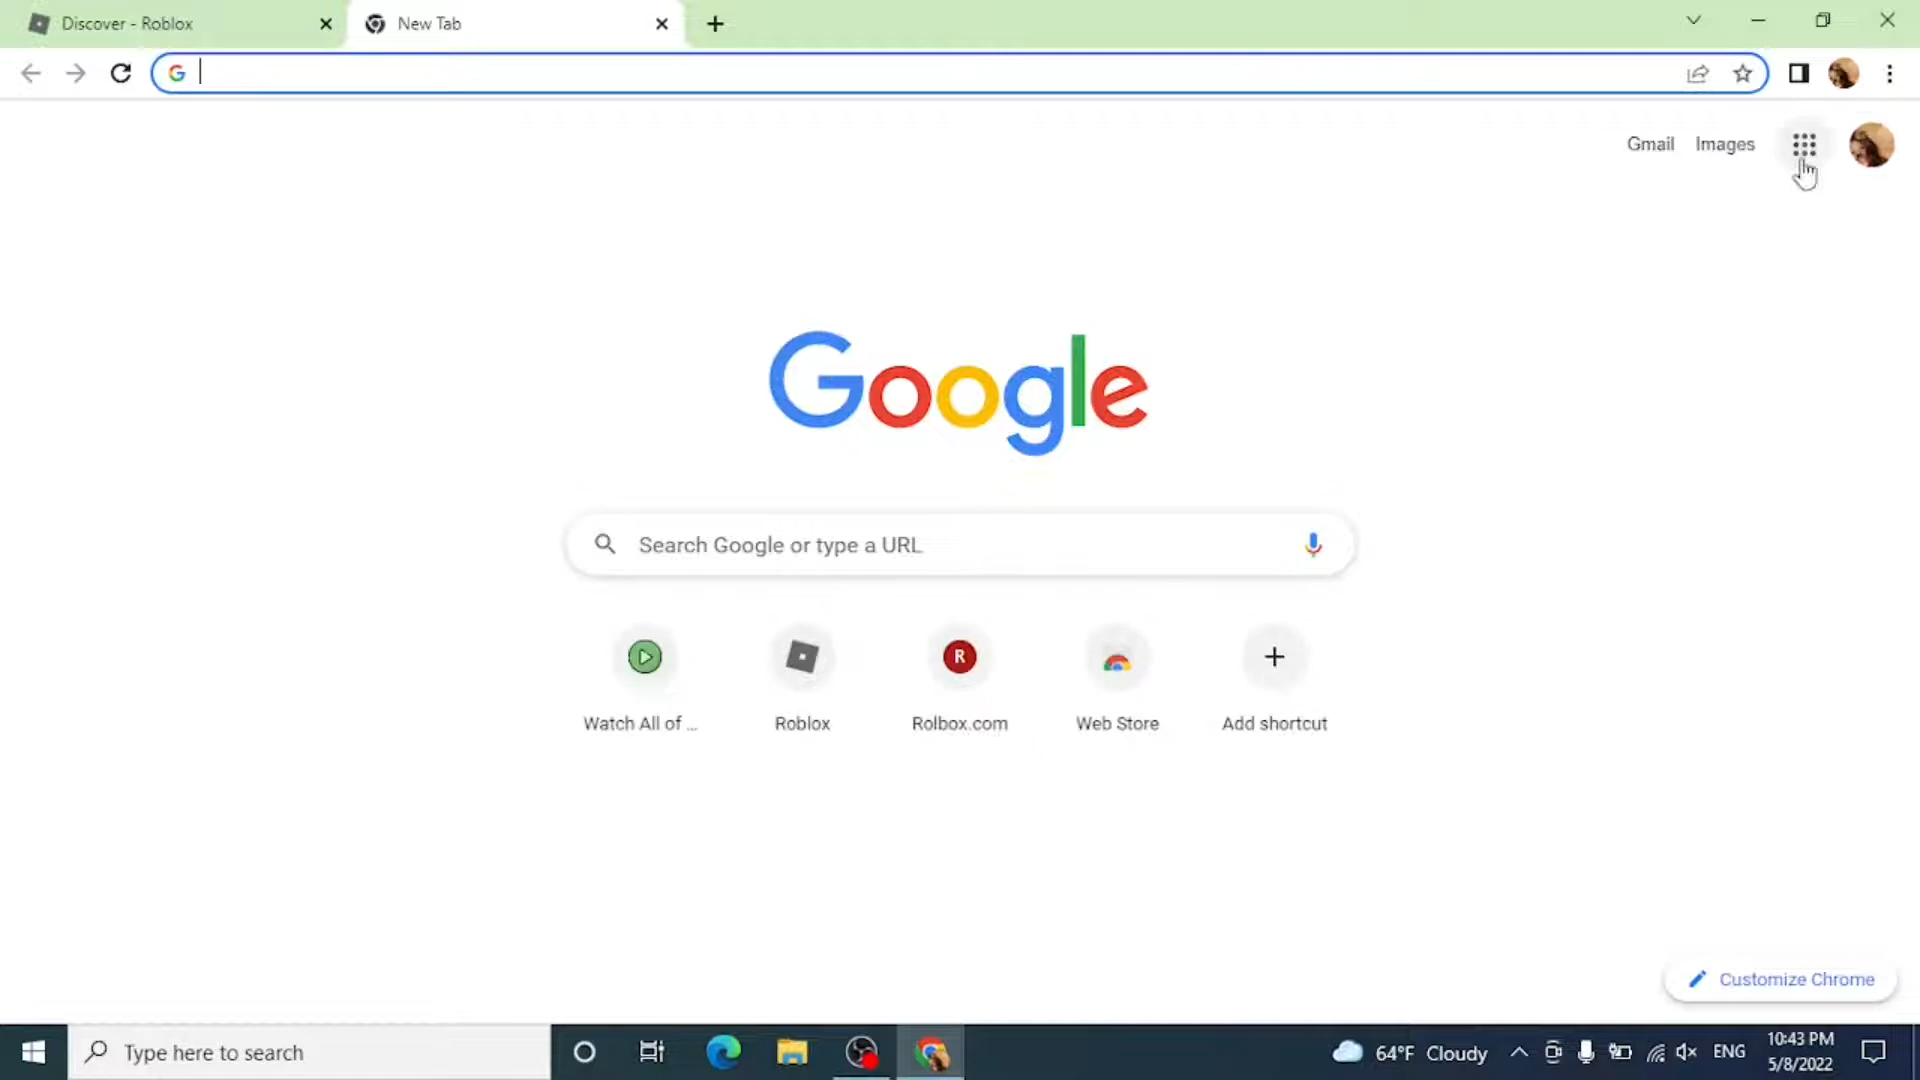 Discover - Roblox
New Tab
Gmail Images
Google
Search Google or type a URL
R
Watch All of ... Roblox Rolbox.com Web Store Add shortcut
Customize Chrome
Type here to search
64°F Cloudy
ENG
10:43 PM
5/8/2022